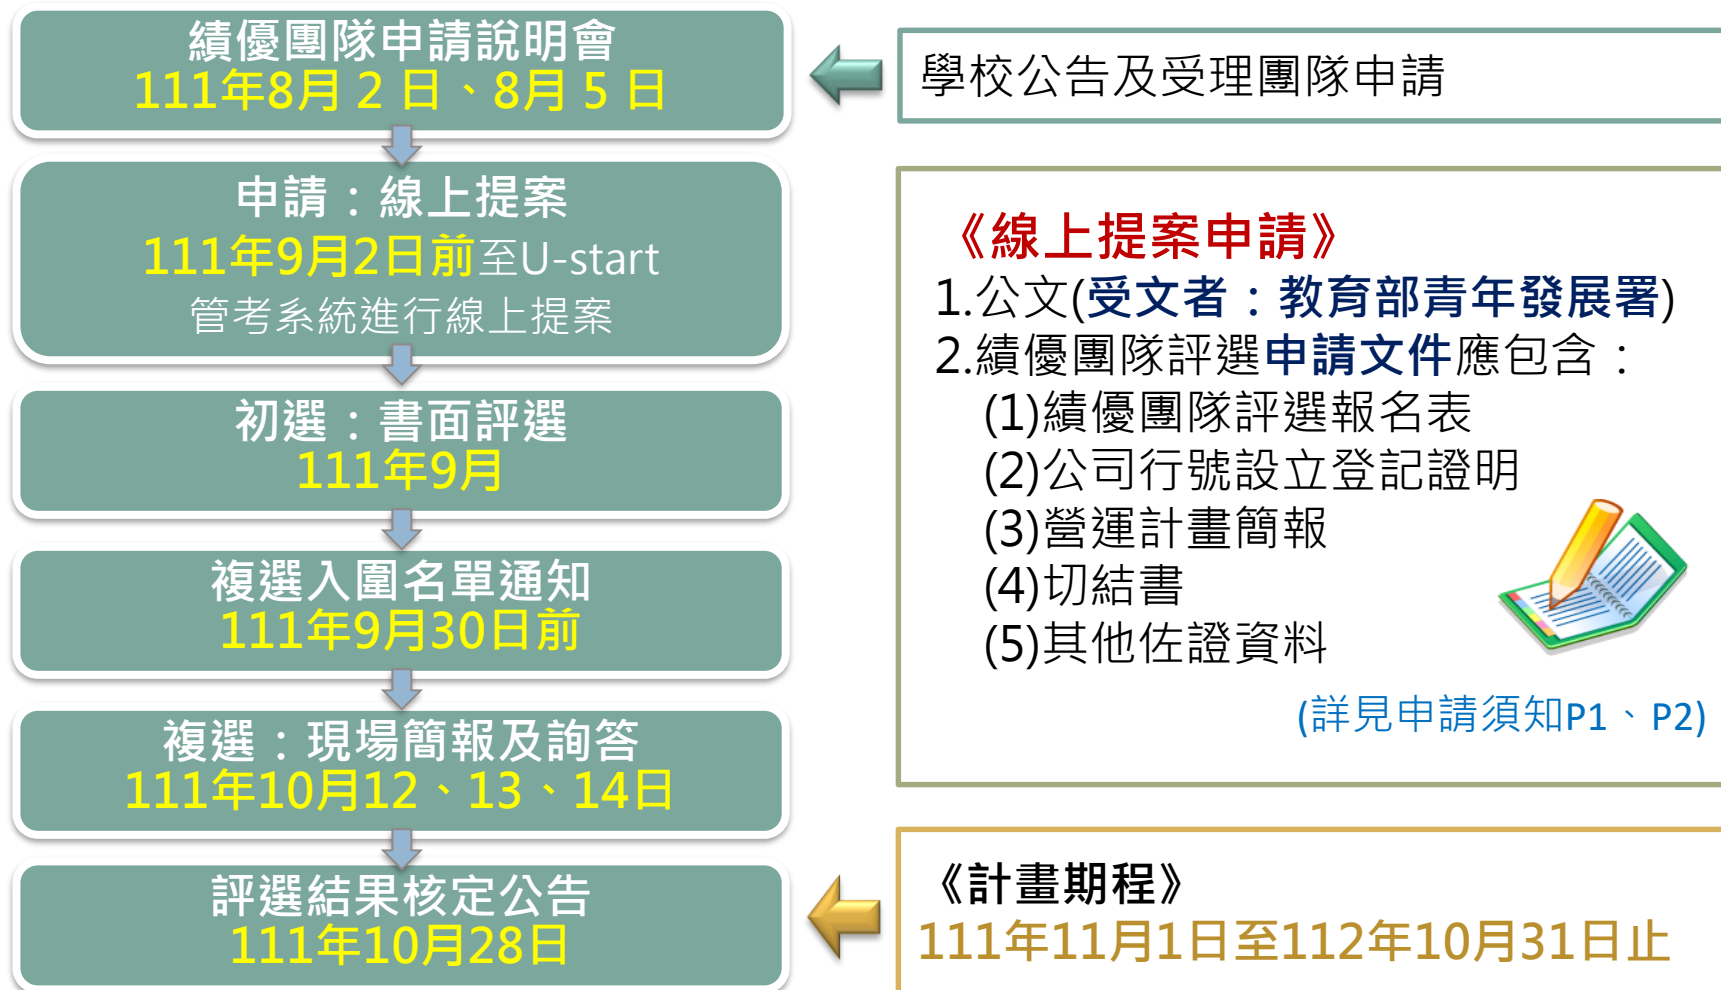 績優團隊申請說明會
111年8月 2 日、8月 5 日
學校公告及受理團隊申請
申請：線上提案
111年9月2日前至U-start
管考系統進行線上提案
初選：書面評選
111年9月
複選入圍名單通知
111年9月30日前
複選：現場簡報及詢答
111年10月12、13、14日
評選結果核定公告
111年10月28日
《線上提案申請》
1.公文(受文者：教育部青年發展署)
2.績優團隊評選申請文件應包含：
(1)績優團隊評選報名表
(2)公司行號設立登記證明
(3)營運計畫簡報
(4)切結書
(5)其他佐證資料
(詳見申請須知P1、P2)
《計畫期程》
111年11月1日至112年10月31日止